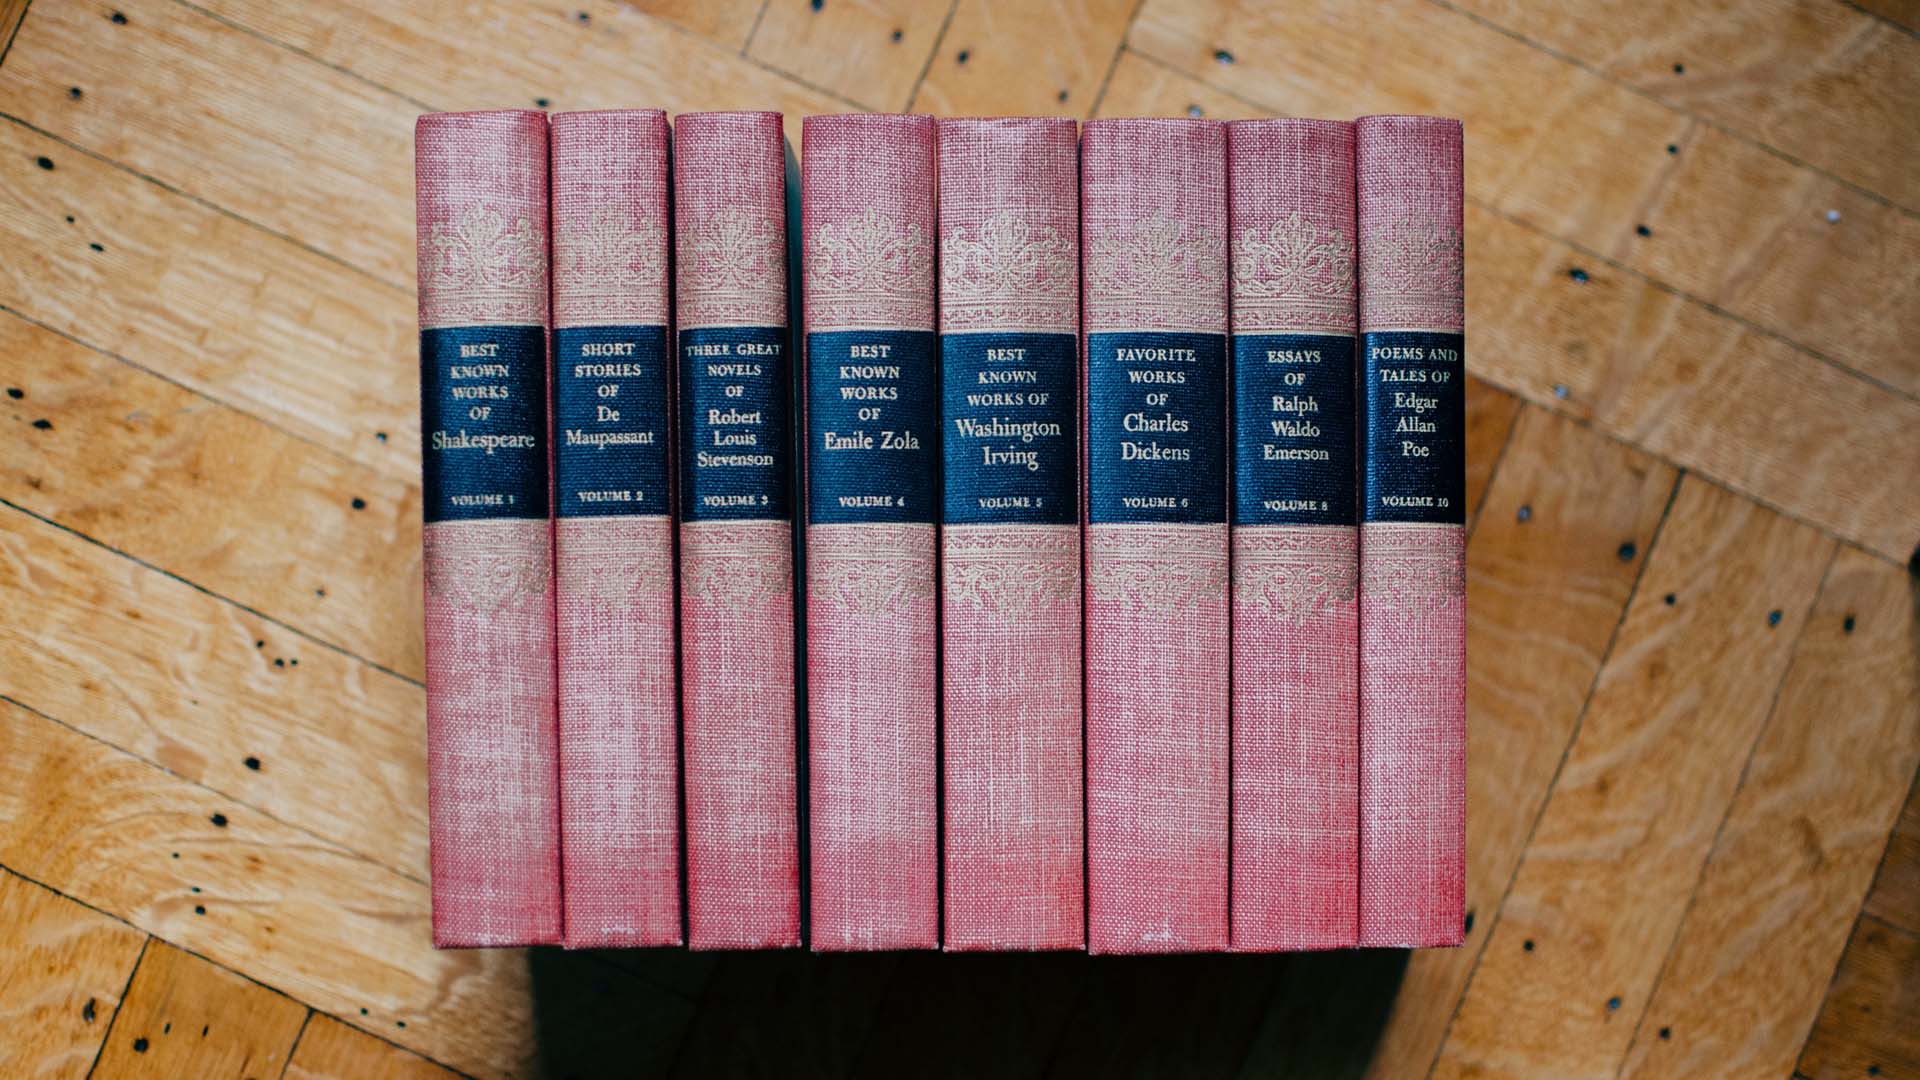 BEST
KNOWN
WORKS
OF
Shakespeare
VOLUME 1
SHORT
STORIES
OF
De
Maupassant
VOLUME 2
THREE GREAT
NOVELS
OF
Robert
Louis
Stevenson
VOLUME 3
BEST
KNOWN
WORKS
OF
Emile Zola
VOLUME 4
BEST
KNOWN
WORKS OF
Washington
Irving
VOLUME 5
FAVORITE
WORKS
OF
Charles
Dickens
VOLUME 6
ESSAYS
OF
Ralph
Waldo
Emerson
VOLUME 8
POEMS AND
TALES OF
Edgar
Allan
Poe
VOLUME 10